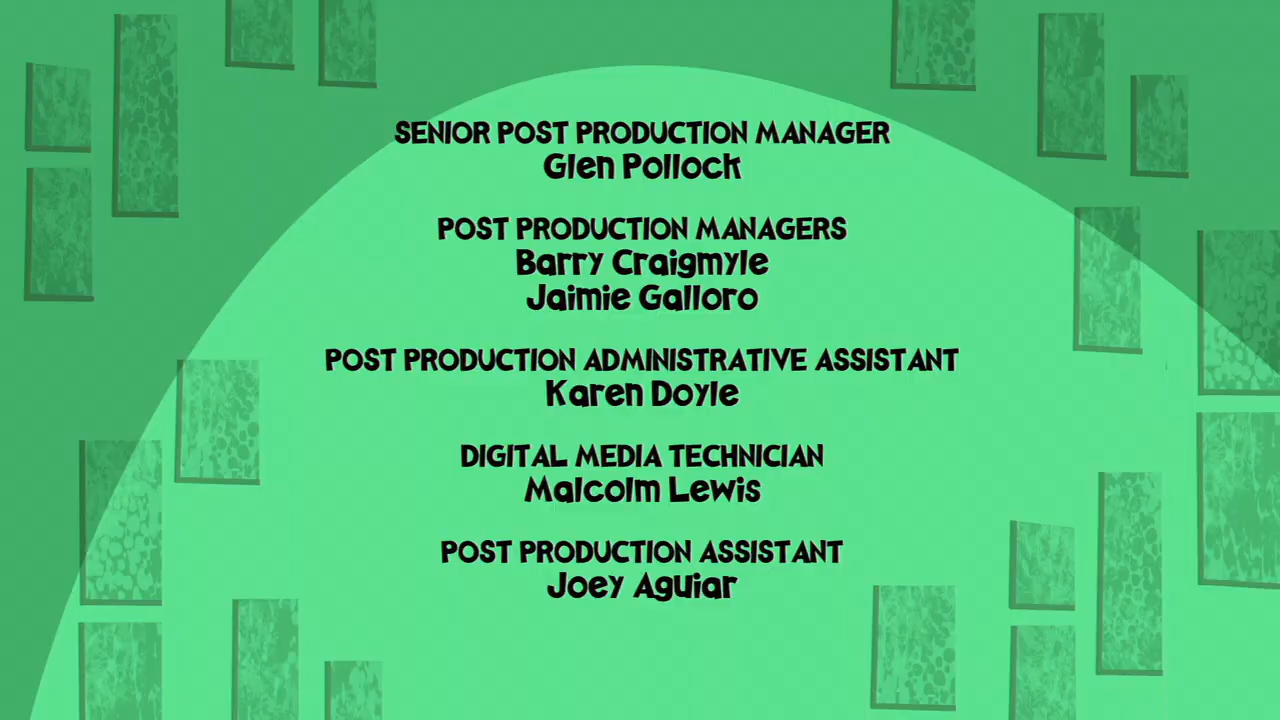 SENIOR POST PRODUCTION MANAGER
Glen Pollock
POST PRODUCTION MANAGERS
Barry Craigmyle
Jaimie Galloro
POST PRODUCTION ADMINISTRATIVE ASSISTANT
Karen Doyle
DIGITAL MEDIA TECHNICIAN
Malcolm Lewis
POST PRODUCTION ASSISTANT
Joey Aguiar